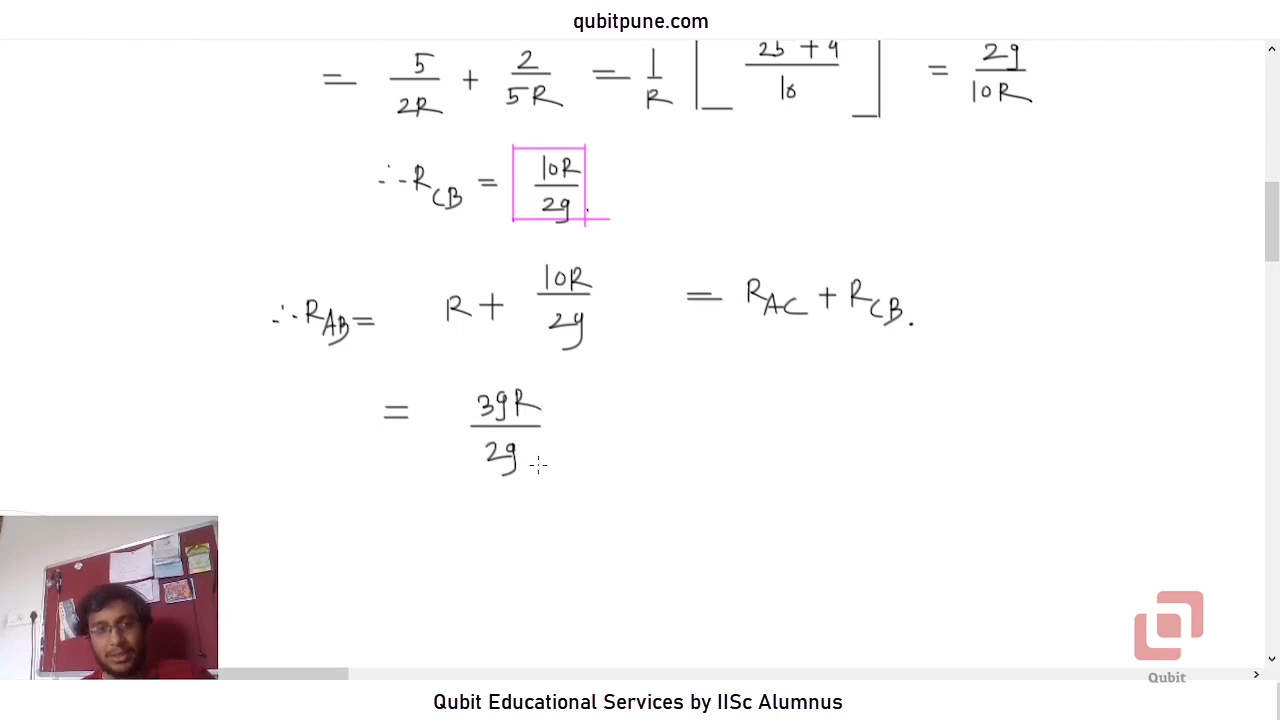 qubitpune.com
= 5/2R + 2/5R = 1/R [ 25 + 4 / 10 ] = 29/10R
∴ R_CB = 10R/29.
∴ R_AB = R + 10R/29 = R_AC + R_CB.
= 39R/29
Qubit
Qubit Educational Services by IISc Alumnus